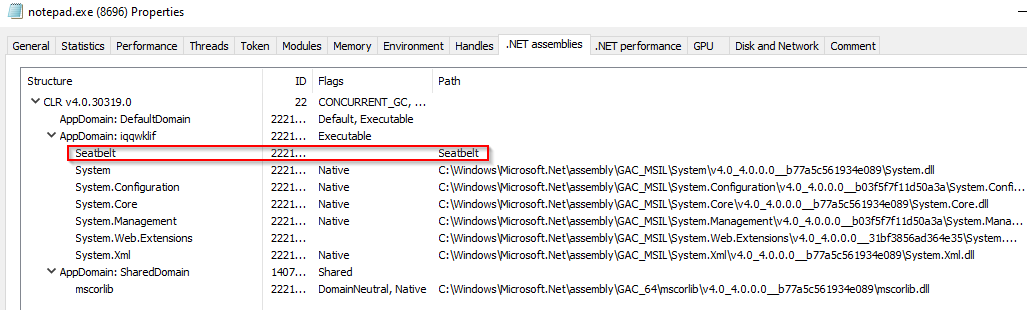 notepad.exe (8696) Properties
General Statistics Performance Threads Token Modules Memory Environment Handles .NET assemblies .NET performance GPU Disk and Network Comment
Structure ID Flags Path
CLR v4.0.30319.0 22 CONCURRENT_GC, ...
AppDomain: DefaultDomain 2221... Default, Executable
AppDomain: iqqwklif 2221... Executable
Seatbelt 2221... Seatbelt
System 2221... Native C:\Windows\Microsoft.Net\assembly\GAC_MSIL\System\v4.0_4.0.0.0__b77a5c561934e089\System.dll
System.Configuration 2221... Native C:\Windows\Microsoft.Net\assembly\GAC_MSIL\System.Configuration\v4.0_4.0.0.0__b03f5f7f11d50a3a\System.Confi...
System.Core 2221... Native C:\Windows\Microsoft.Net\assembly\GAC_MSIL\System.Core\v4.0_4.0.0.0__b77a5c561934e089\System.Core.dll
System.Management 2221... Native C:\Windows\Microsoft.Net\assembly\GAC_MSIL\System.Management\v4.0_4.0.0.0__b03f5f7f11d50a3a\System.Mana...
System.Web.Extensions 2221... C:\Windows\Microsoft.Net\assembly\GAC_MSIL\System.Web.Extensions\v4.0_4.0.0.0__31bf3856ad364e35\System....
System.Xml 2221... Native C:\Windows\Microsoft.Net\assembly\GAC_MSIL\System.Xml\v4.0_4.0.0.0__b77a5c561934e089\System.Xml.dll
AppDomain: SharedDomain 1407... Shared
mscorlib 2221... DomainNeutral, Native C:\Windows\Microsoft.Net\assembly\GAC_64\mscorlib\v4.0_4.0.0.0__b77a5c561934e089\mscorlib.dll